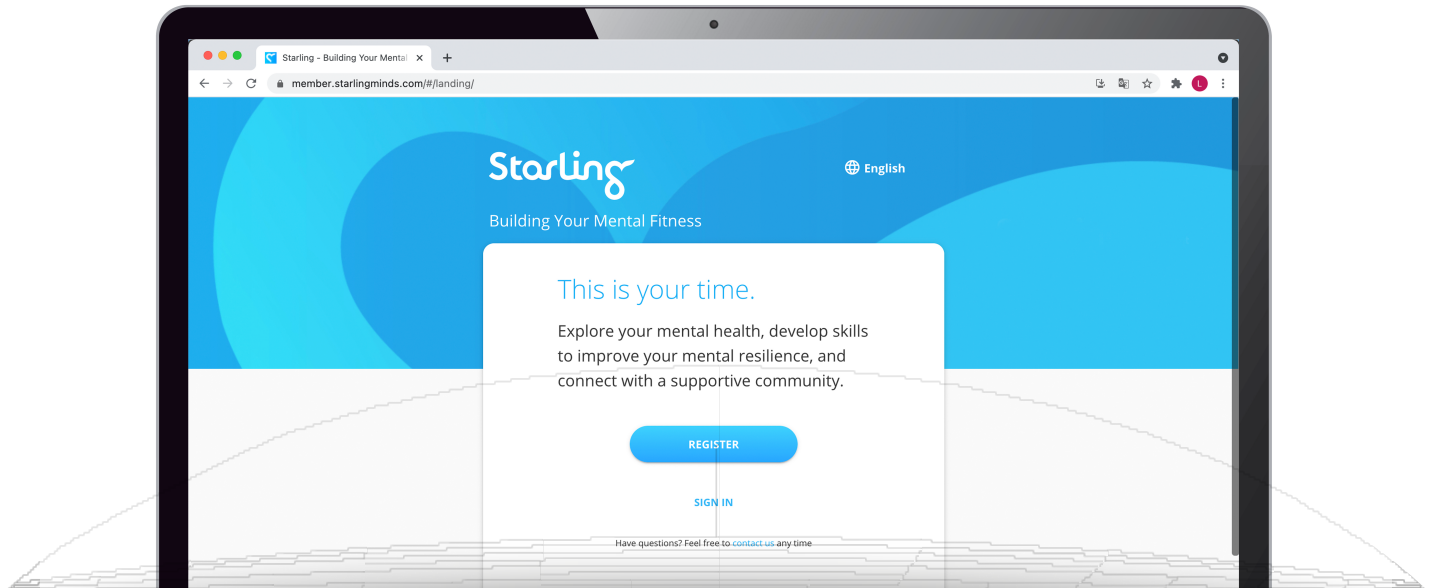 Starling - Building Your Mental
member.starlingminds.com/#/landing/
L
Starling
English
Building Your Mental Fitness
This is your time.
Explore your mental health, develop skills
to improve your mental resilience, and
connect with a supportive community.
REGISTER
SIGN IN
Have questions? Feel free to contact us any time